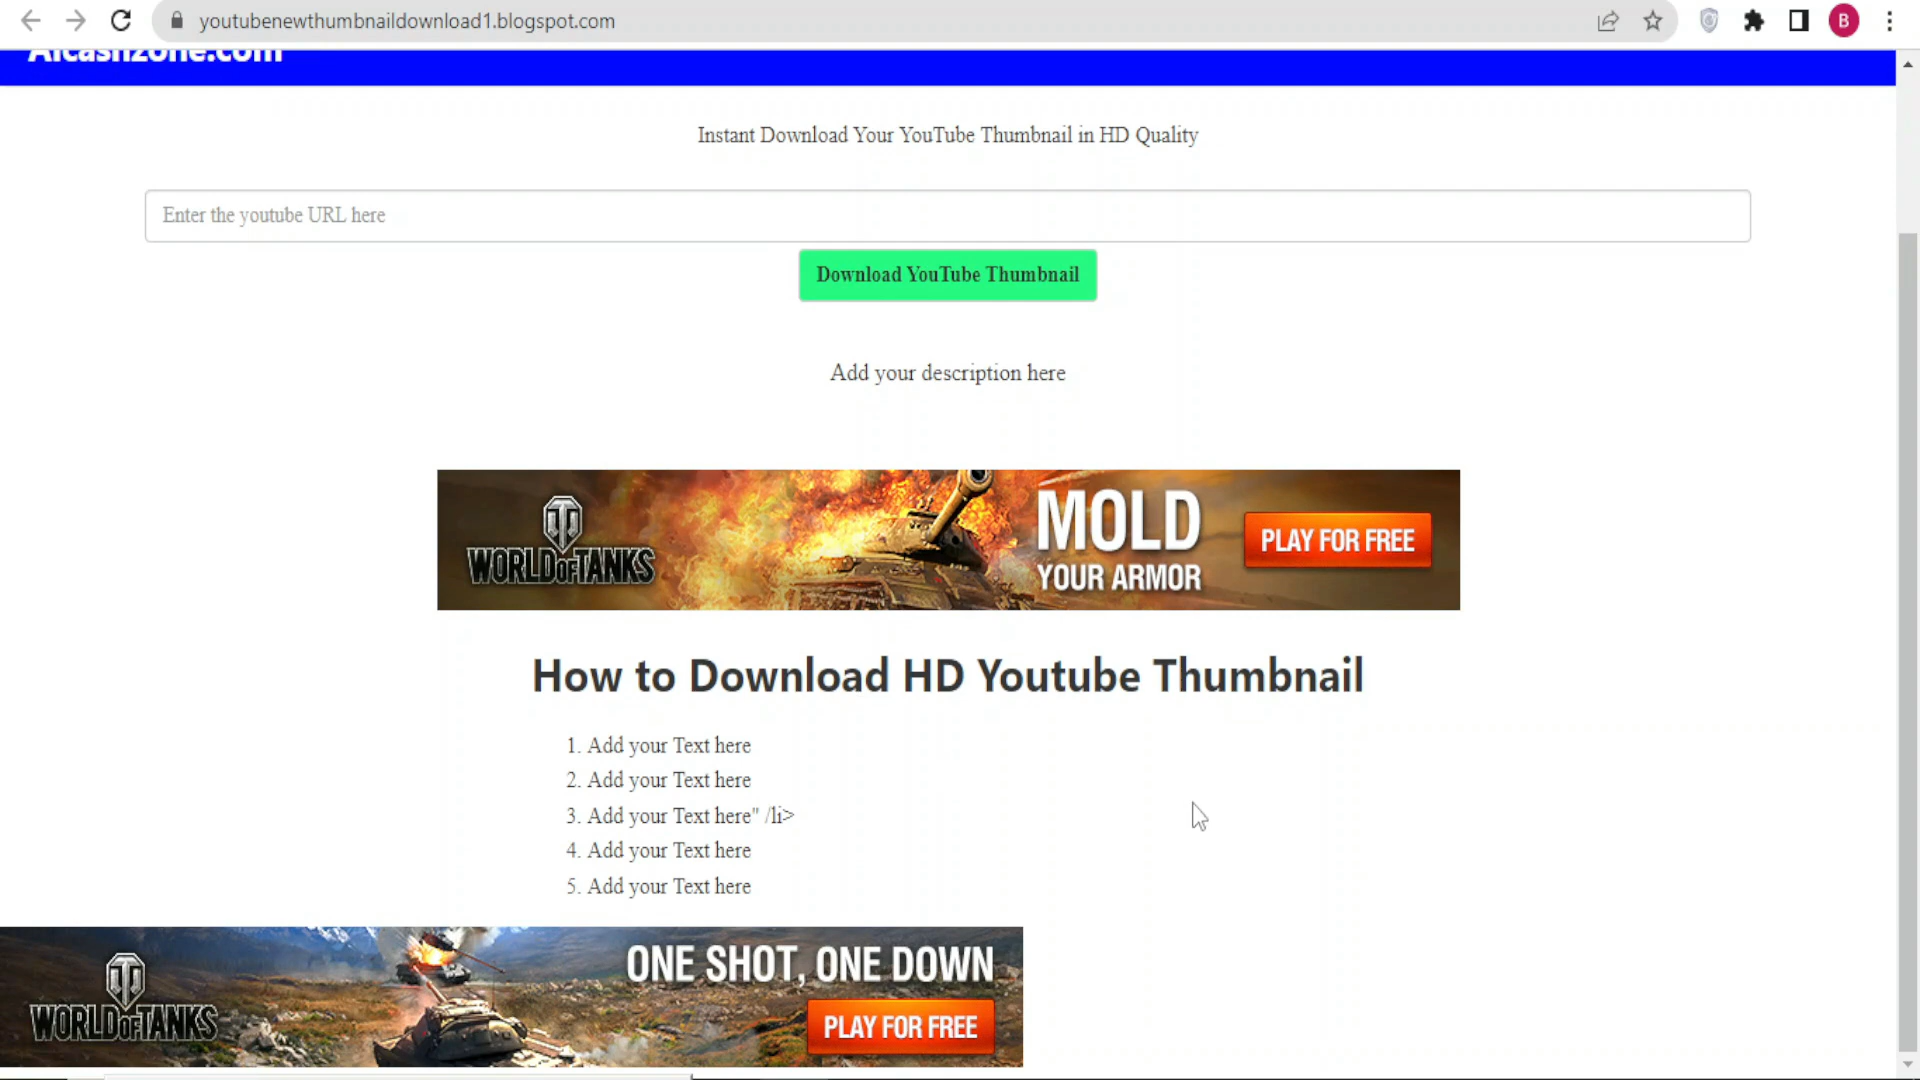 youtubenewthumbnaildownload1.blogspot.com
B
Aicashzone.com
Instant Download Your YouTube Thumbnail in HD Quality
Enter the youtube URL here
Download YouTube Thumbnail
Add your description here
WORLD OF TANKS
MOLD
YOUR ARMOR
PLAY FOR FREE
How to Download HD Youtube Thumbnail
1. Add your Text here
2. Add your Text here
3. Add your Text here" /li>
4. Add your Text here
5. Add your Text here
WORLD OF TANKS
ONE SHOT, ONE DOWN
PLAY FOR FREE